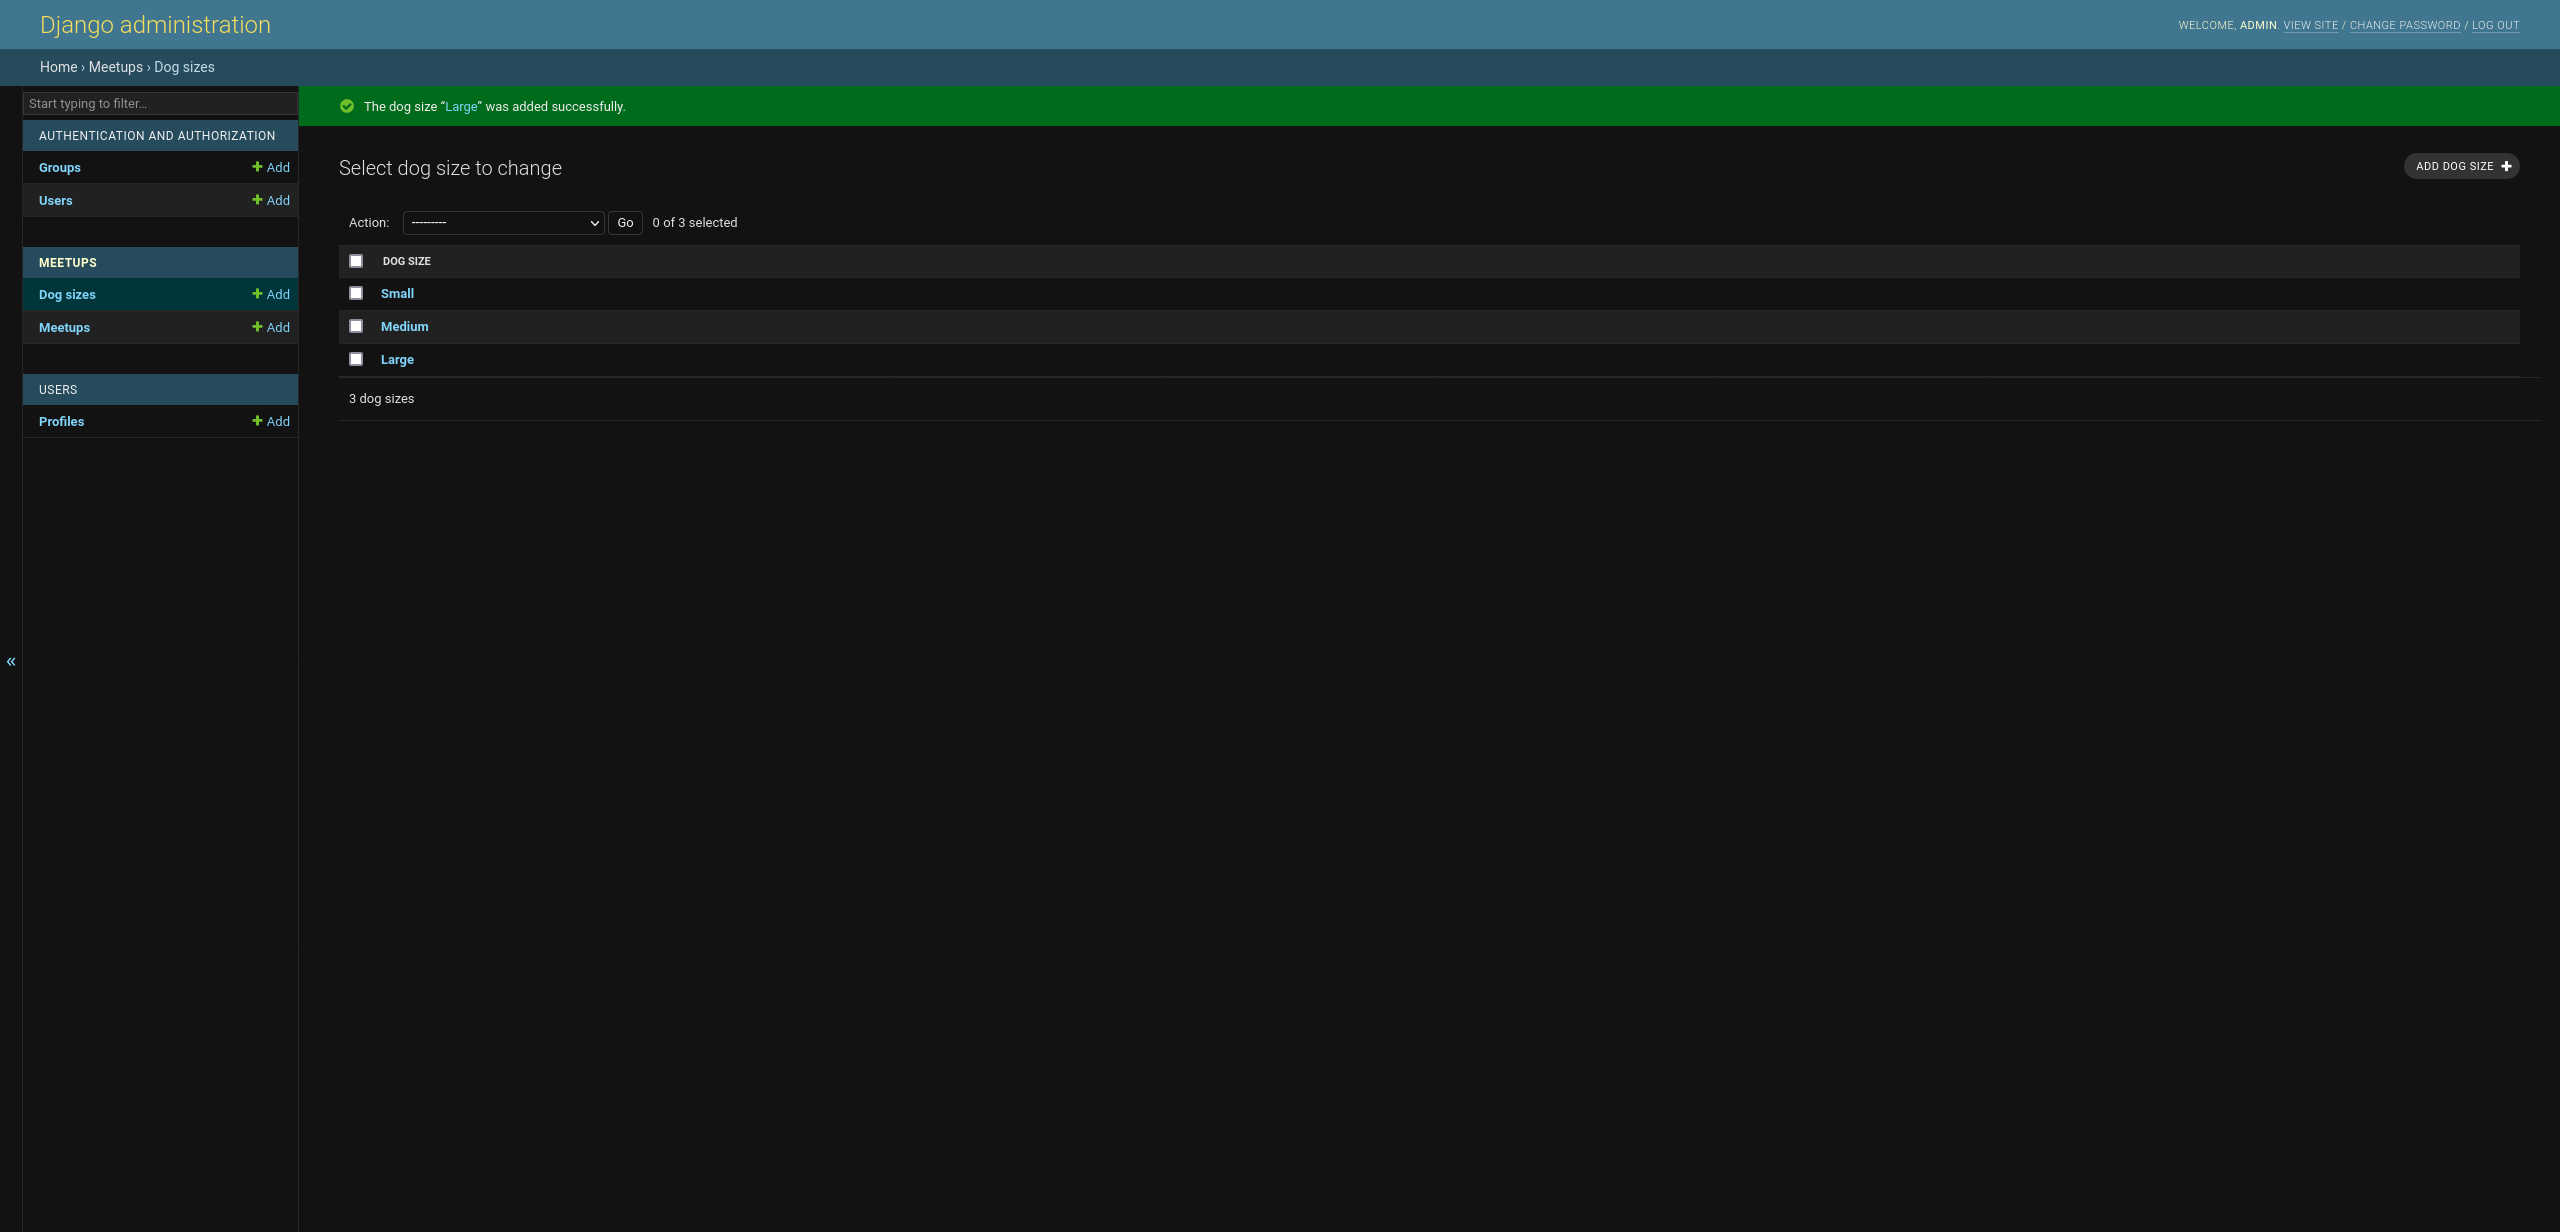 Django administration
WELCOME, ADMIN. VIEW SITE / CHANGE PASSWORD / LOG OUT
Home › Meetups › Dog sizes
Start typing to filter…
AUTHENTICATION AND AUTHORIZATION
Groups + Add
Users + Add
MEETUPS
Dog sizes + Add
Meetups + Add
USERS
Profiles + Add
«
The dog size “Large” was added successfully.
Select dog size to change
ADD DOG SIZE +
Action: --------- Go 0 of 3 selected
DOG SIZE
Small
Medium
Large
3 dog sizes